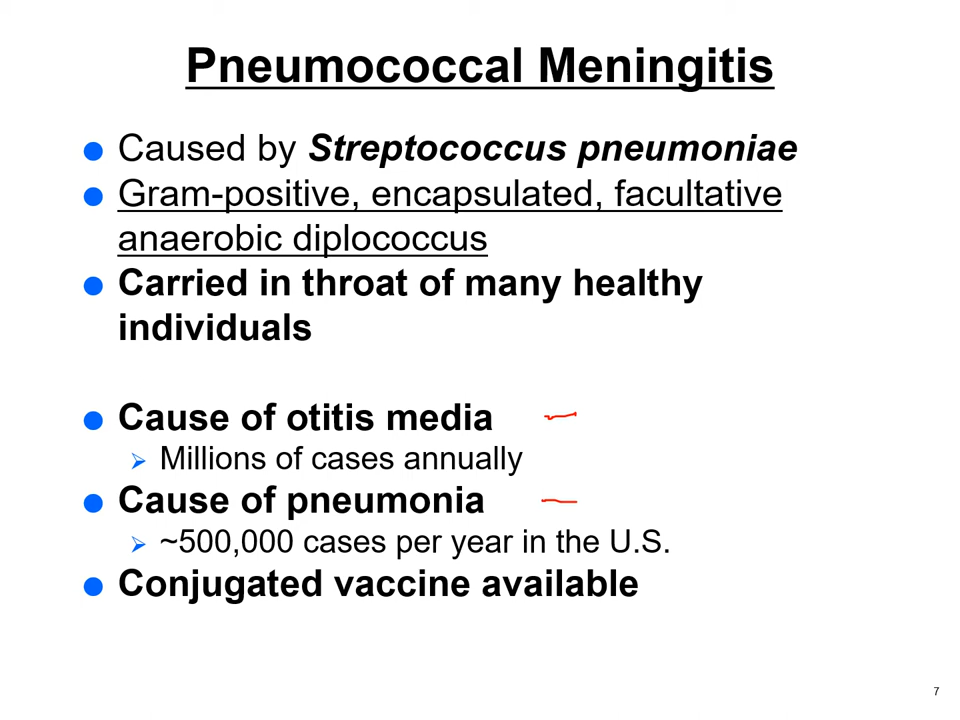 Pneumococcal Meningitis
Caused by Streptococcus pneumoniae
Gram-positive, encapsulated, facultative
anaerobic diplococcus
Carried in throat of many healthy
individuals
Cause of otitis media
Millions of cases annually
Cause of pneumonia
~500,000 cases per year in the U.S.
Conjugated vaccine available
7